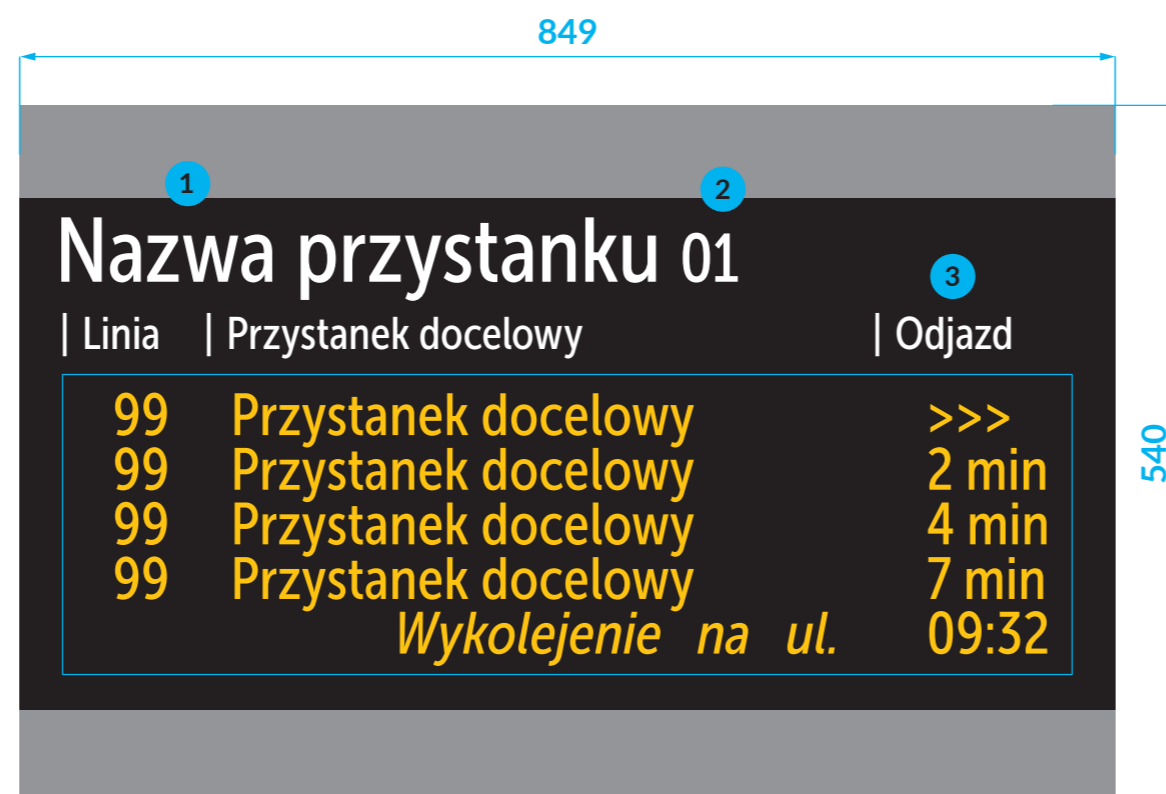 849
1
2
Nazwa przystanku 01
3
| Linia | Przystanek docelowy | Odjazd
99 Przystanek docelowy >>>
99 Przystanek docelowy 2 min
99 Przystanek docelowy 4 min
99 Przystanek docelowy 7 min
Wykolejenie na ul. 09:32
540